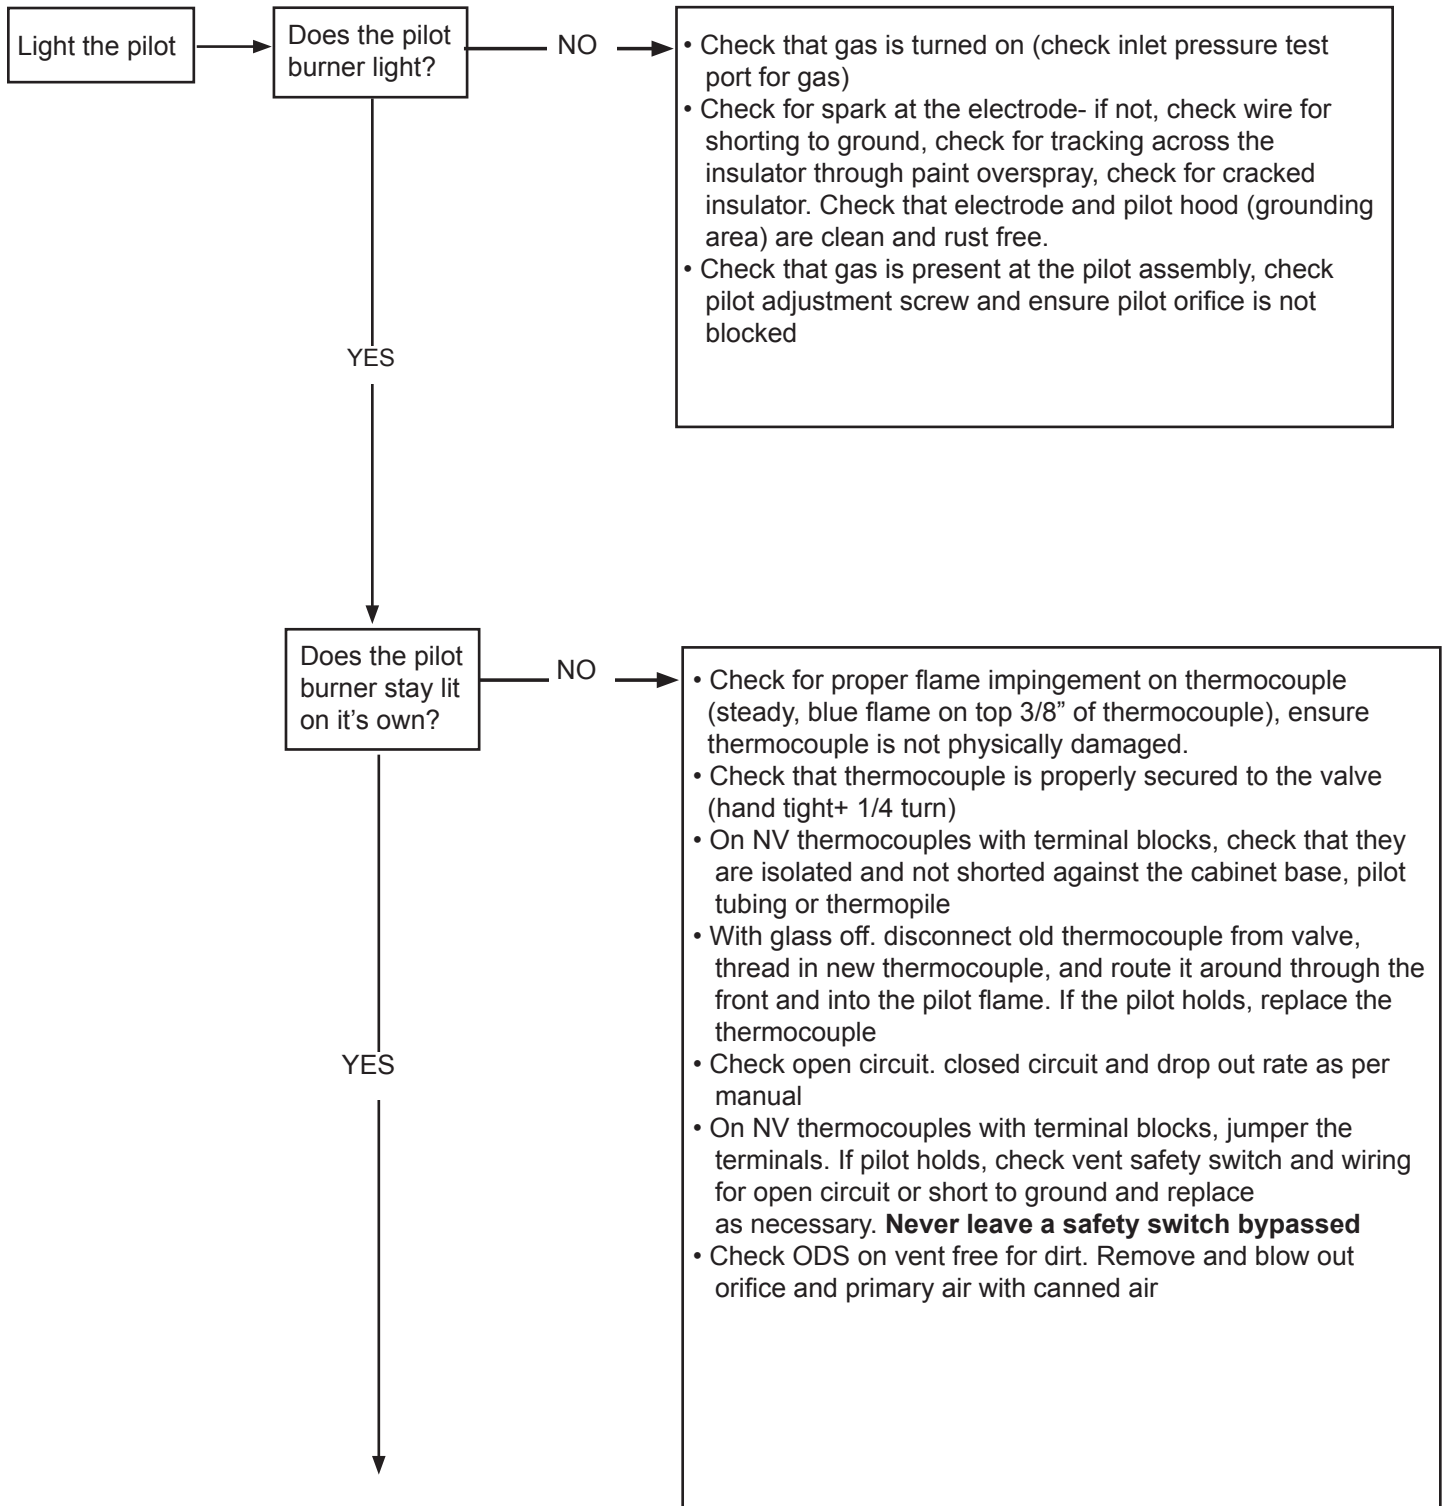 Light the pilot
Does the pilot
burner light?
NO
• Check that gas is turned on (check inlet pressure test
port for gas)
• Check for spark at the electrode- if not, check wire for
shorting to ground, check for tracking across the
insulator through paint overspray, check for cracked
insulator. Check that electrode and pilot hood (grounding
area) are clean and rust free.
• Check that gas is present at the pilot assembly, check
pilot adjustment screw and ensure pilot orifice is not
blocked
YES
Does the pilot
burner stay lit
on it’s own?
NO
• Check for proper flame impingement on thermocouple
(steady, blue flame on top 3/8” of thermocouple), ensure
thermocouple is not physically damaged.
• Check that thermocouple is properly secured to the valve
(hand tight+ 1/4 turn)
• On NV thermocouples with terminal blocks, check that they
are isolated and not shorted against the cabinet base, pilot
tubing or thermopile
• With glass off. disconnect old thermocouple from valve,
thread in new thermocouple, and route it around through the
front and into the pilot flame. If the pilot holds, replace the
thermocouple
• Check open circuit. closed circuit and drop out rate as per
manual
• On NV thermocouples with terminal blocks, jumper the
terminals. If pilot holds, check vent safety switch and wiring
for open circuit or short to ground and replace
as necessary. Never leave a safety switch bypassed
• Check ODS on vent free for dirt. Remove and blow out
orifice and primary air with canned air
YES